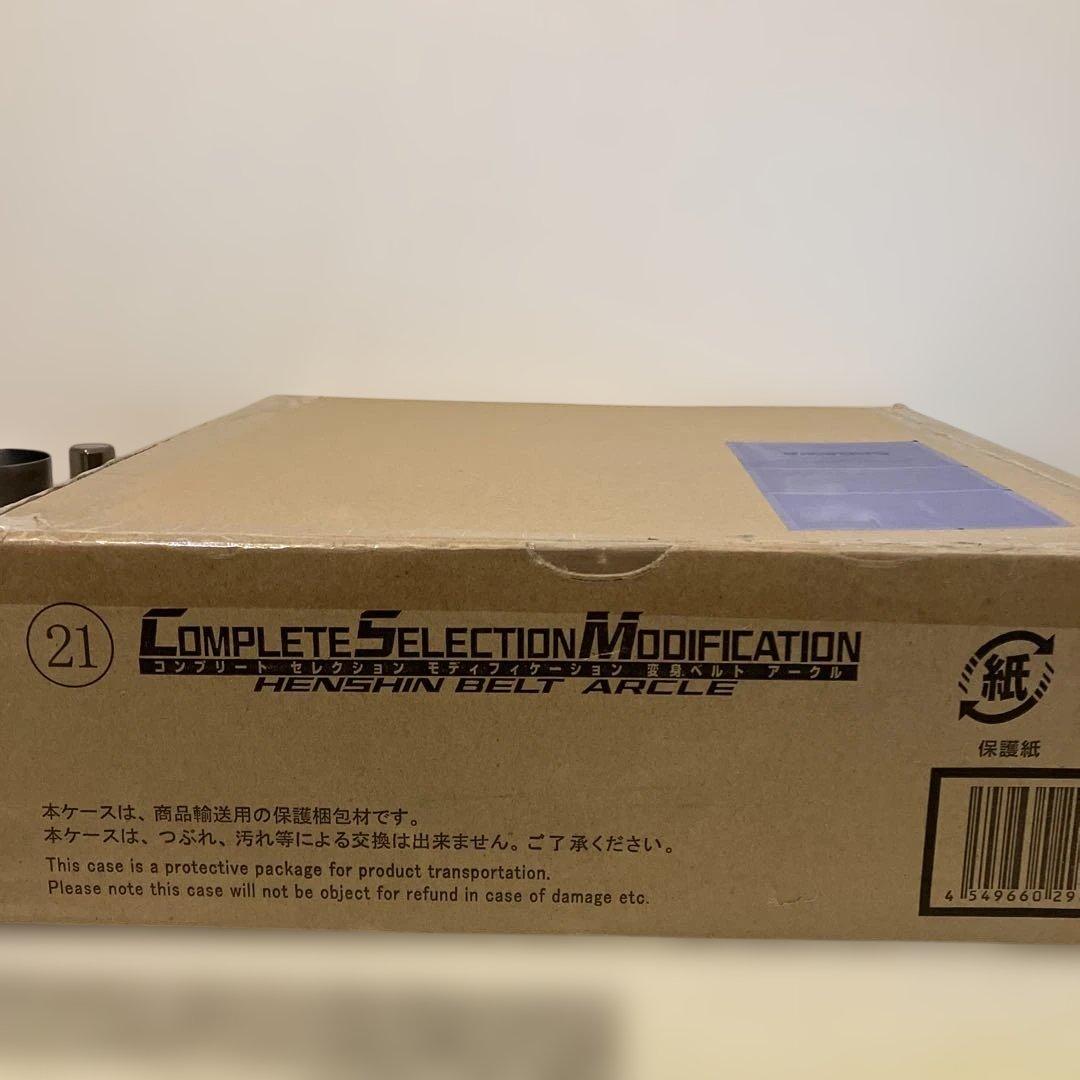 21
COMPLETE SELECTION MODIFICATION
コンプリート セレクション モディフィケーション 変身ベルト アークル
HENSHIN BELT ARCLE
紙
保護紙
本ケースは、商品輸送用の保護梱包材です。
本ケースは、つぶれ、汚れ等による交換は出来ません。ご了承ください。
This case is a protective package for product transportation.
Please note this case will not be object for refund in case of damage etc.
4 549660 29